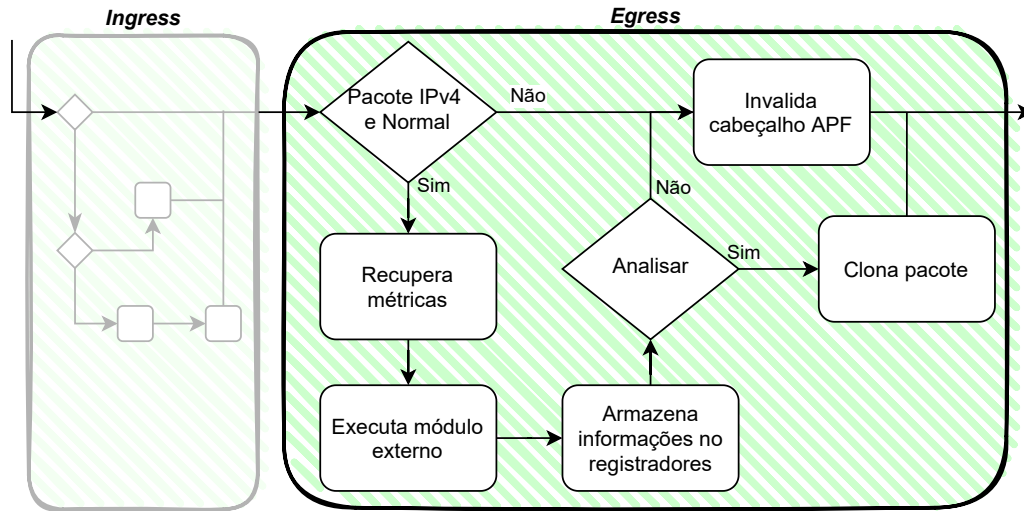 Ingress
Egress
Pacote IPv4
e Normal
Não
Invalida
cabeçalho APF
Sim
Não
Recupera
métricas
Analisar
Sim
Clona pacote
Executa módulo
externo
Armazena
informações no
registradores